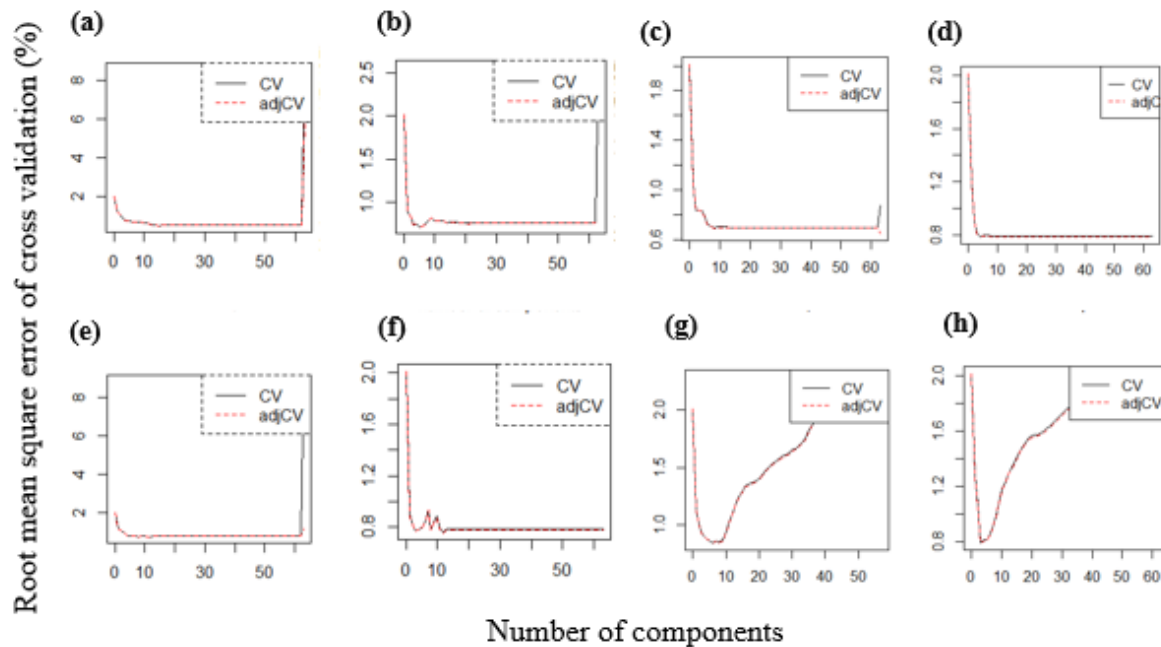 Root mean square error of cross validation (%)
(a)
8
6
4
2
0 10 30 50
CV
adjCV
(b)
2.5
2.0
1.5
1.0
0 10 30 50
CV
adjCV
(c)
1.8
1.4
1.0
0.6
0 10 20 30 40 50 60
CV
adjCV
(d)
2.0
1.6
1.2
0.8
0 10 20 30 40 50 60
CV
adjC
(e)
8
6
4
2
0 10 30 50
CV
adjCV
(f)
2.0
1.6
1.2
0.8
0 10 30 50
CV
adjCV
(g)
2.0
1.5
1.0
0 10 20 30 40 50
CV
adjCV
(h)
2.0
1.6
1.2
0.8
0 10 20 30 40 50 60
CV
adjCV
Number of components